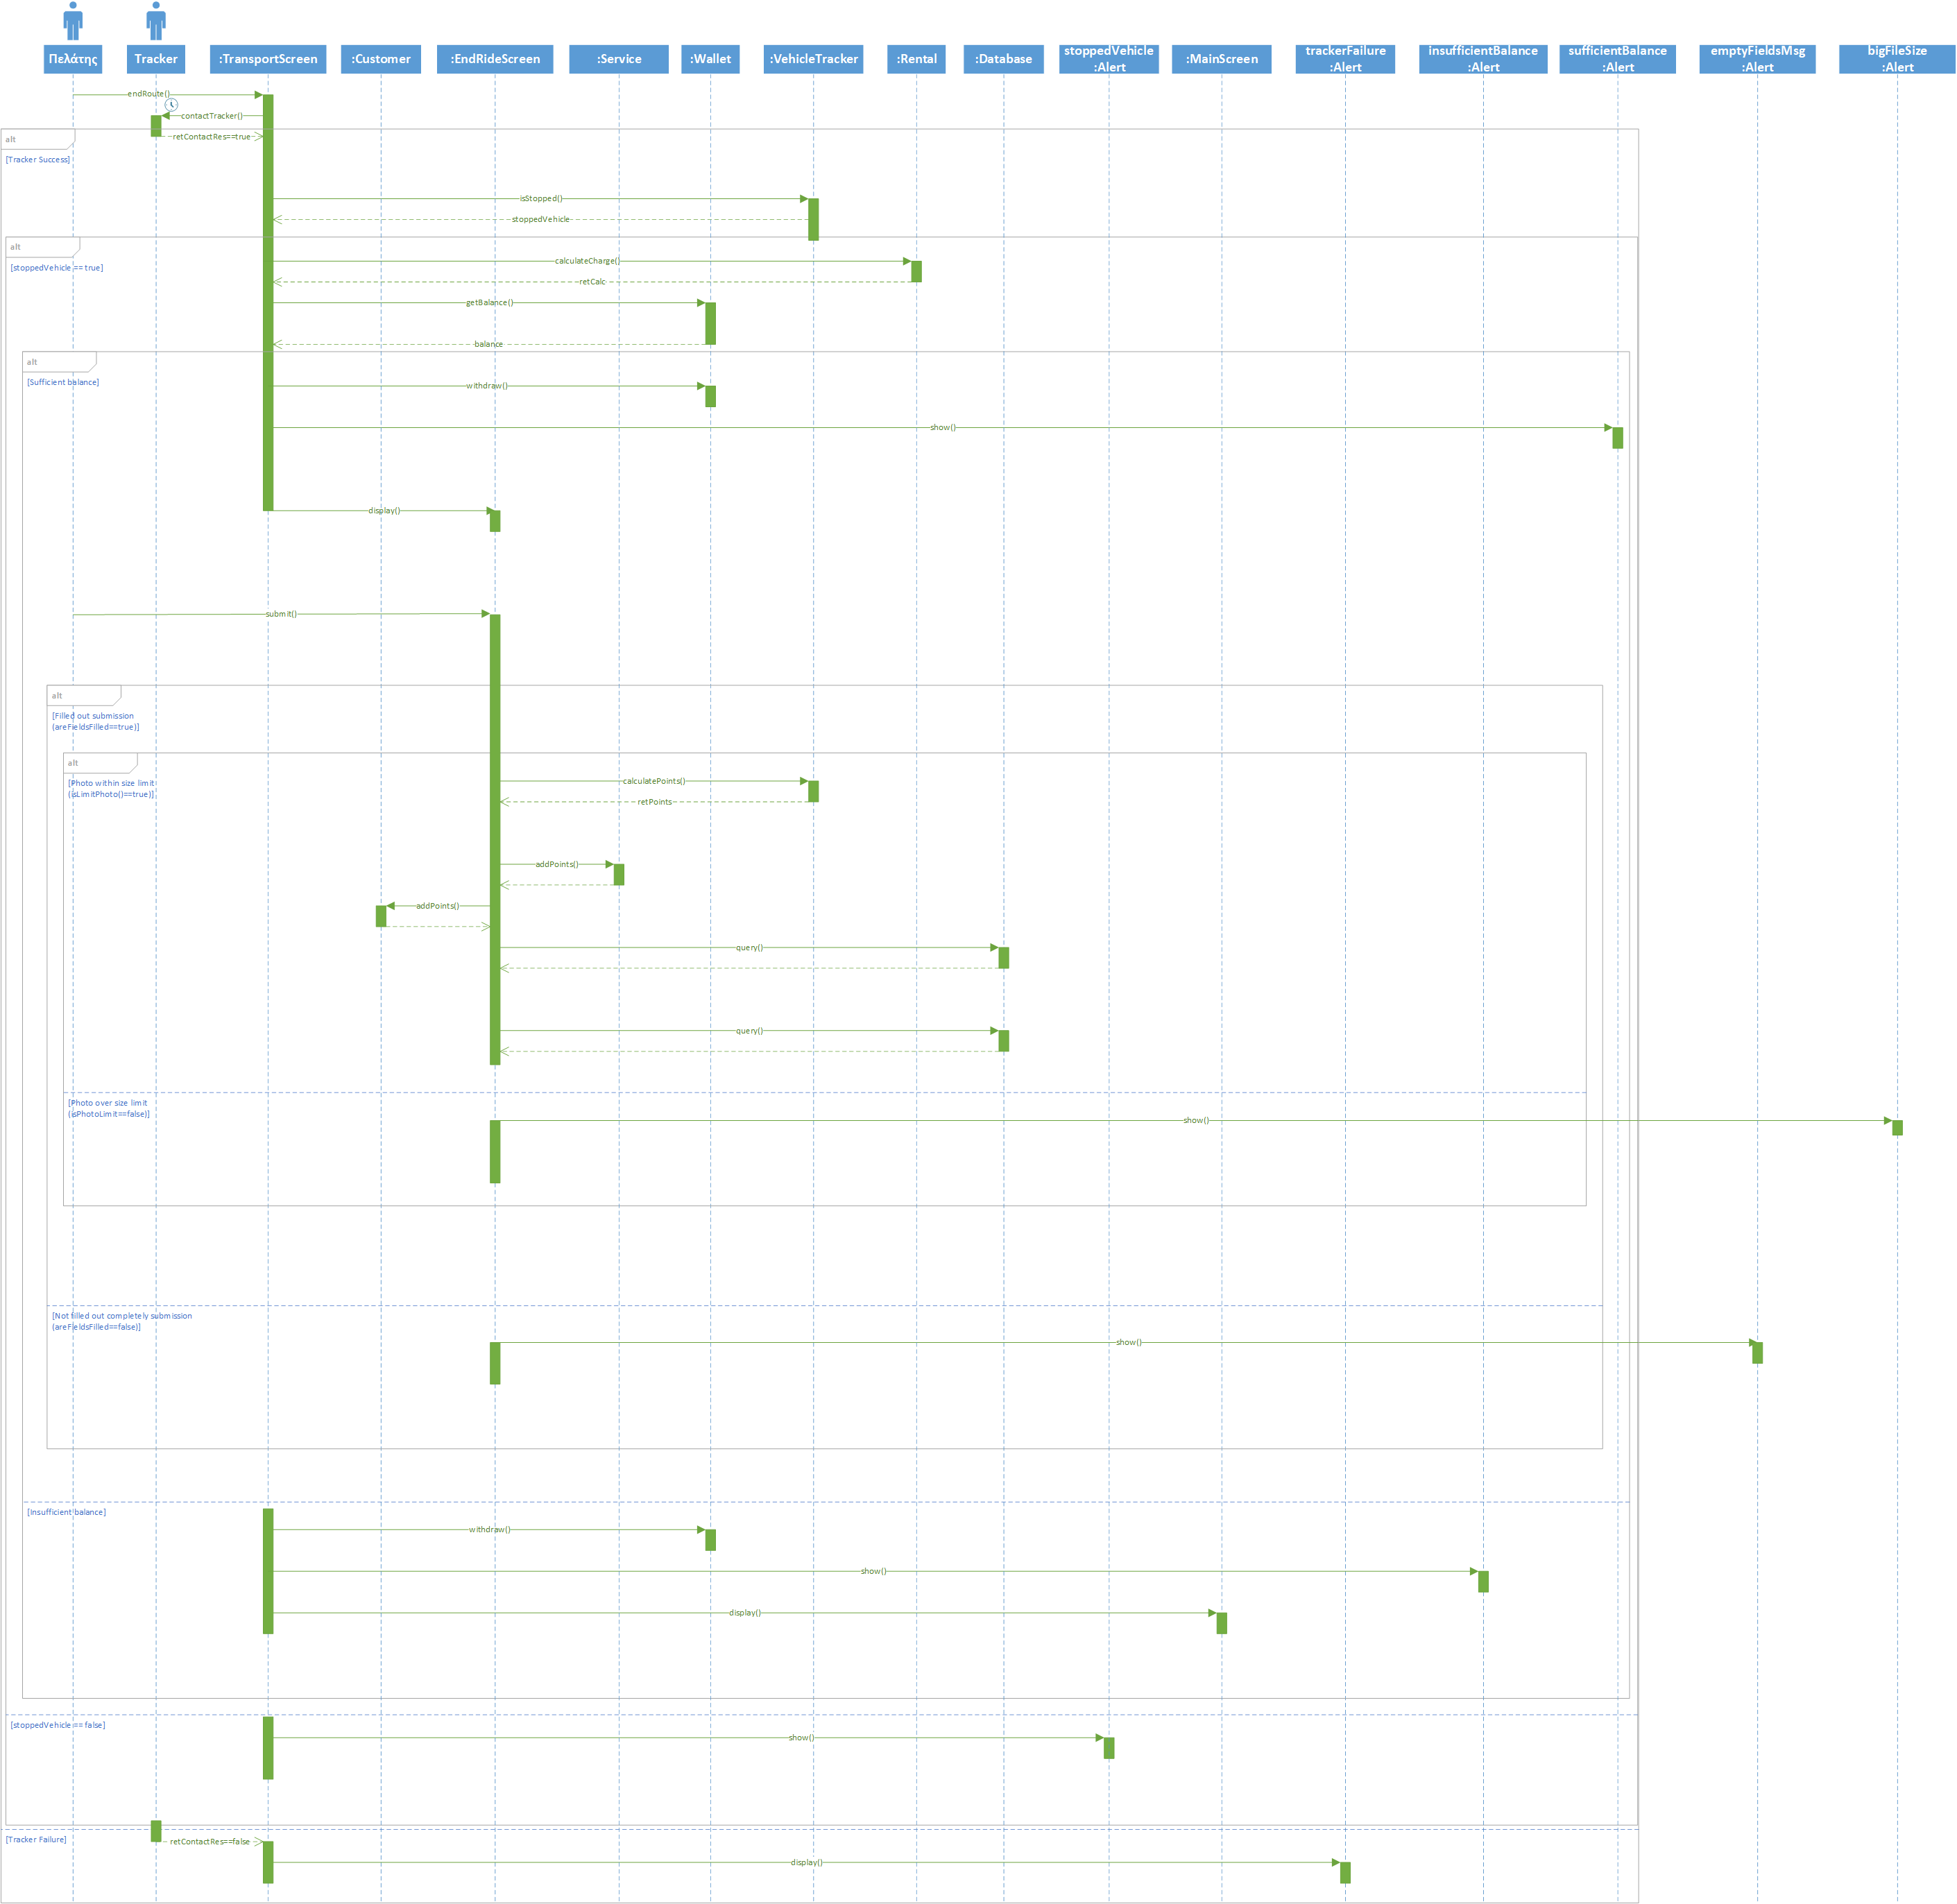 Πελάτης
Tracker
:TransportScreen
:Customer
:EndRideScreen
:Service
:Wallet
:VehicleTracker
:Rental
:Database
stoppedVehicle
:Alert
:MainScreen
trackerFailure
:Alert
insufficientBalance
:Alert
sufficientBalance
:Alert
emptyFieldsMsg
:Alert
bigFileSize
:Alert
endRoute()
contactTracker()
retContactRes==true
alt
[Tracker Success]
isStopped()
stoppedVehicle
alt
[stoppedVehicle == true]
calculateCharge()
retCalc
getBalance()
balance
alt
[Sufficient balance]
withdraw()
show()
display()
submit()
alt
[Filled out submission
(areFieldsFilled==true)]
alt
[Photo within size limit
(isLimitPhoto()==true)]
calculatePoints()
retPoints
addPoints()
addPoints()
query()
query()
[Photo over size limit
(isPhotoLimit==false)]
show()
[Not filled out completely submission
(areFieldsFilled==false)]
show()
[Insufficient balance]
withdraw()
show()
display()
[stoppedVehicle == false]
show()
[Tracker Failure]
retContactRes==false
display()